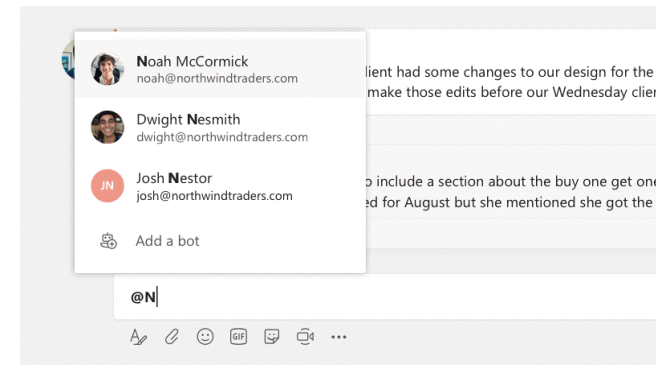 Noah McCormick
noah@northwindtraders.com
Dwight Nesmith
dwight@northwindtraders.com
JN
Josh Nestor
josh@northwindtraders.com
Add a bot
lient had some changes to our design for the
make those edits before our Wednesday clien
o include a section about the buy one get one
ed for August but she mentioned she got the
@N
GIF